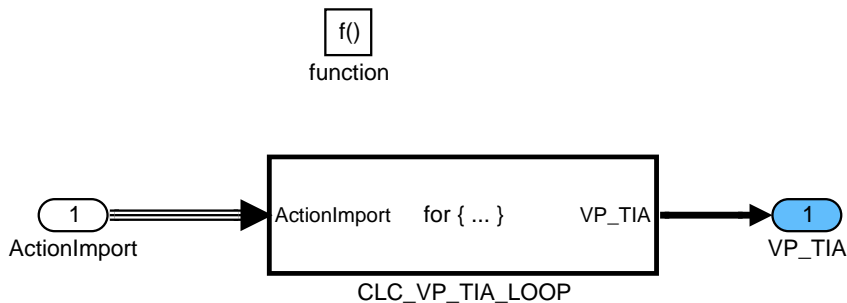 f()
function
1
ActionImport
ActionImport for { ... } VP_TIA
1
VP_TIA
CLC_VP_TIA_LOOP